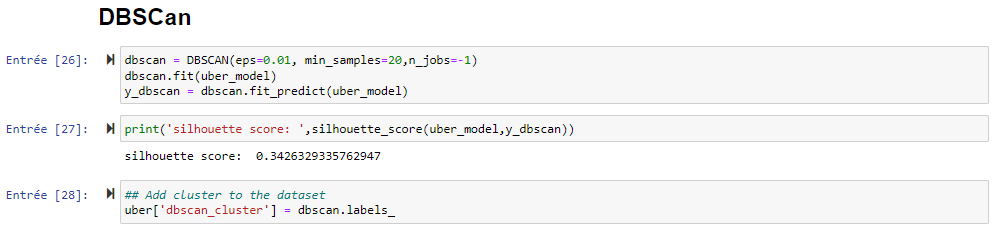 DBSCan
Entrée [26]: dbscan = DBSCAN(eps=0.01, min_samples=20,n_jobs=-1)
dbscan.fit(uber_model)
y_dbscan = dbscan.fit_predict(uber_model)
Entrée [27]: print('silhouette score: ',silhouette_score(uber_model,y_dbscan))
silhouette score:  0.3426329335762947
Entrée [28]: ## Add cluster to the dataset
uber['dbscan_cluster'] = dbscan.labels_